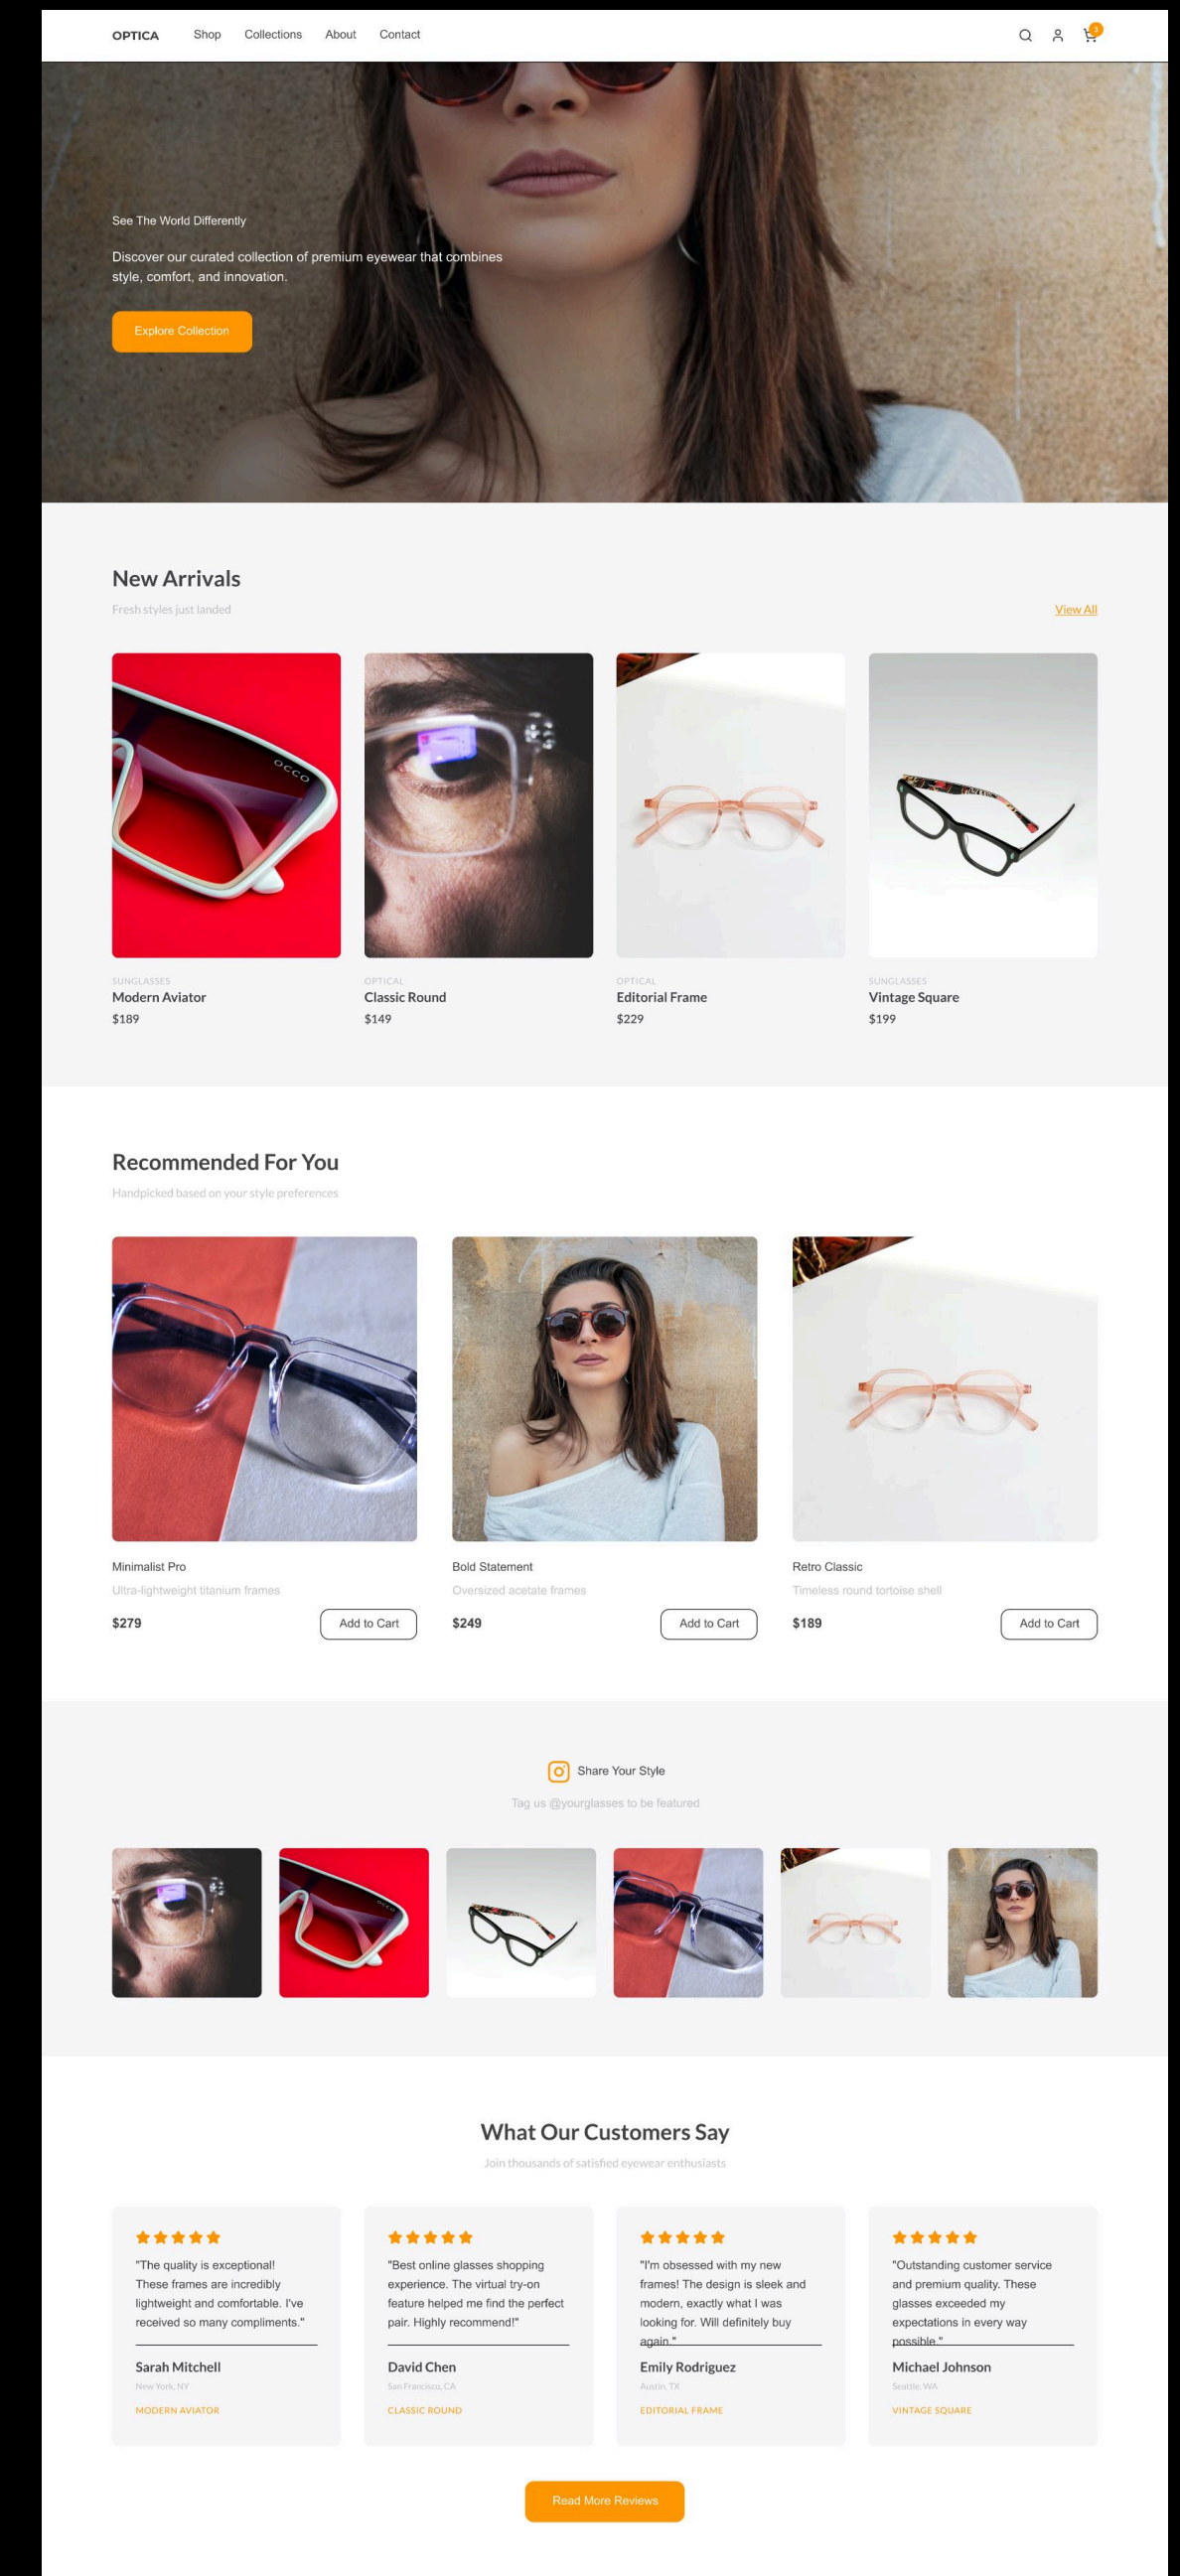 OPTICA
Shop
Collections
About
Contact
3
See The World Differently
Discover our curated collection of premium eyewear that combines
style, comfort, and innovation.
Explore Collection
New Arrivals
Fresh styles just landed
View All
OCCO
SUNGLASSES
Modern Aviator
$189
OPTICAL
Classic Round
$149
OPTICAL
Editorial Frame
$229
SUNGLASSES
Vintage Square
$199
Recommended For You
Handpicked based on your style preferences
Minimalist Pro
Ultra-lightweight titanium frames
$279
Add to Cart
Bold Statement
Oversized acetate frames
$249
Add to Cart
Retro Classic
Timeless round tortoise shell
$189
Add to Cart
Share Your Style
Tag us @yourglasses to be featured
OCCO
What Our Customers Say
Join thousands of satisfied eyewear enthusiasts
"The quality is exceptional!
These frames are incredibly
lightweight and comfortable. I've
received so many compliments."
Sarah Mitchell
New York, NY
MODERN AVIATOR
"Best online glasses shopping
experience. The virtual try-on
feature helped me find the perfect
pair. Highly recommend!"
David Chen
San Francisco, CA
CLASSIC ROUND
"I'm obsessed with my new
frames! The design is sleek and
modern, exactly what I was
looking for. Will definitely buy
again."
Emily Rodriguez
Austin, TX
EDITORIAL FRAME
"Outstanding customer service
and premium quality. These
glasses exceeded my
expectations in every way
possible."
Michael Johnson
Seattle, WA
VINTAGE SQUARE
Read More Reviews